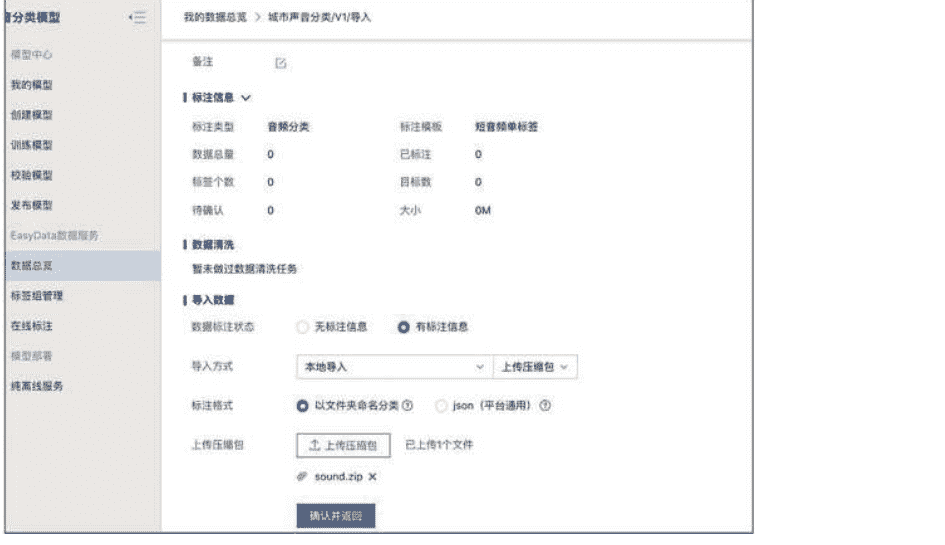 音分类模型
我的数据总览 > 城市声音分类/V1/导入
模型中心
我的模型
创建模型
训练模型
校验模型
发布模型
EasyData数据服务
数据总览
标签组管理
在线标注
模型部署
纯离线服务
备注
标注信息
标注类型 音频分类 标注模板 短音频单标签
数据总量 0 已标注 0
标签个数 0 目标数 0
待确认 0 大小 0M
数据清洗
暂未做过数据清洗任务
导入数据
数据标注状态 无标注信息 有标注信息
导入方式 本地导入 上传压缩包
标注格式 以文件夹命名分类 json（平台通用）
上传压缩包 上传压缩包 已上传1个文件
sound.zip
确认并返回